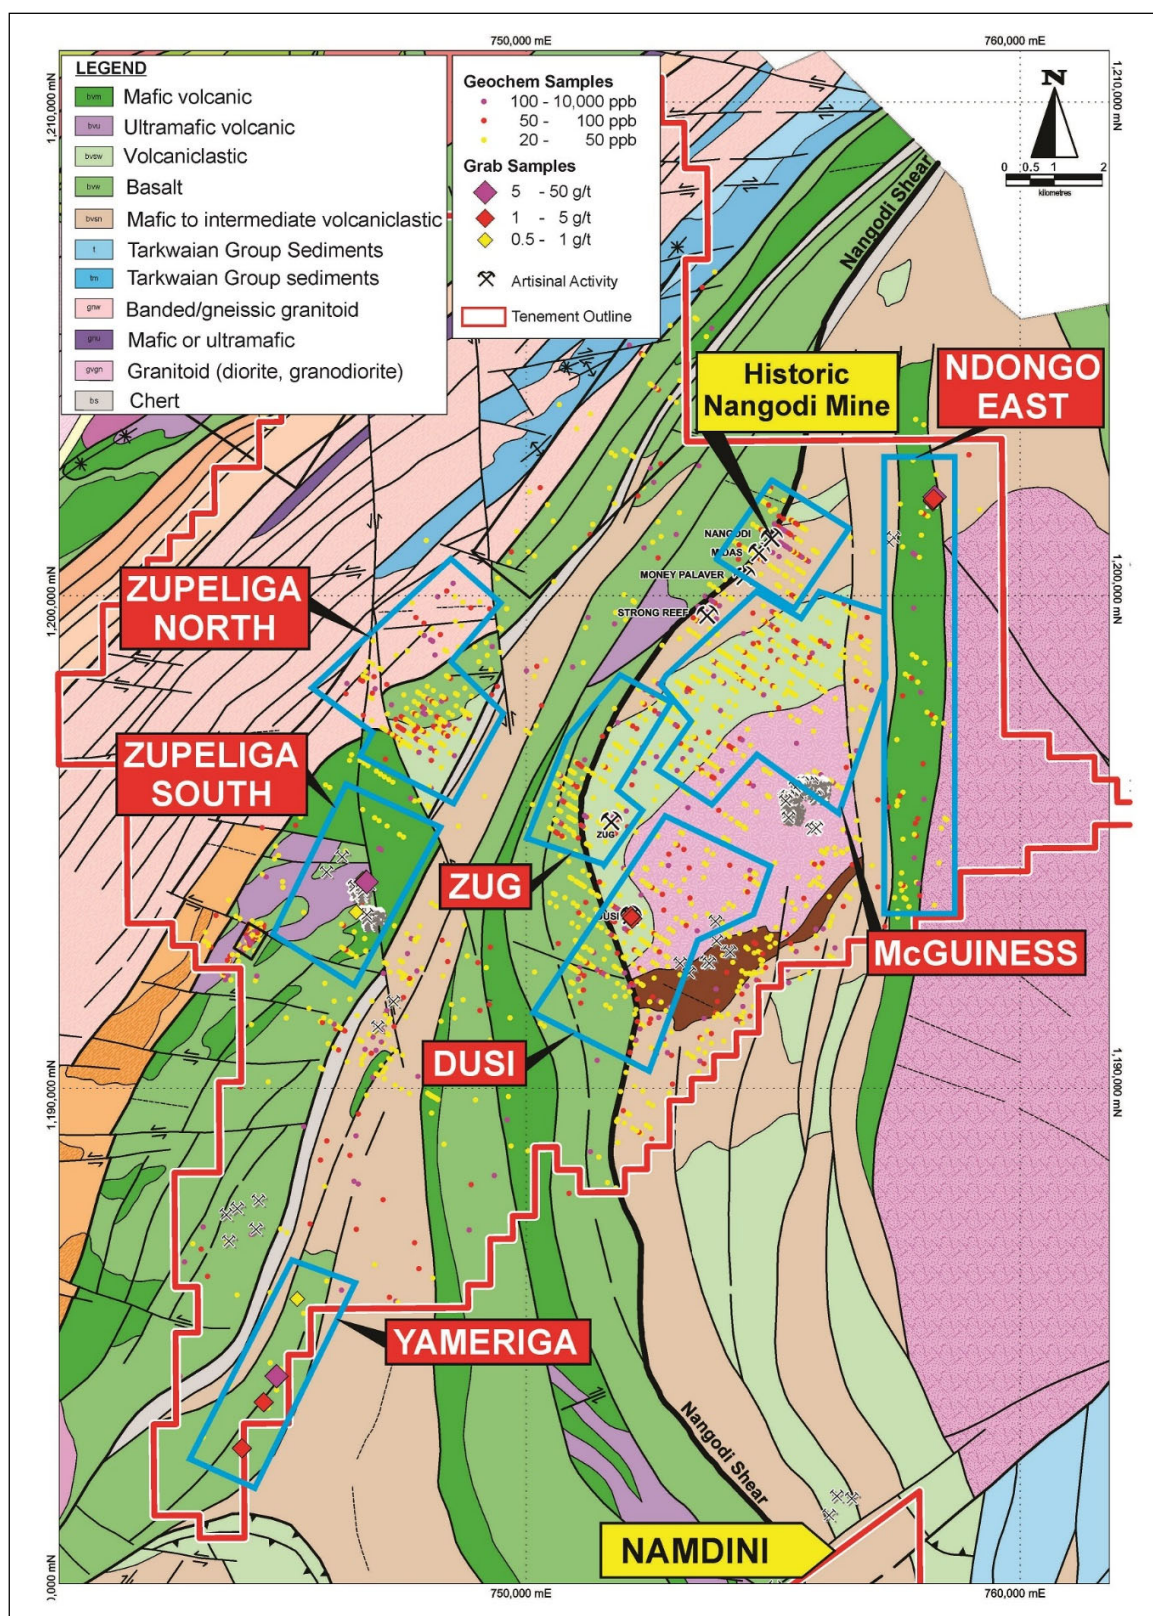 750,000 mE
760,000 mE
1,210,000 mN
1,210,000 mN
LEGEND
bvm Mafic volcanic
bvu Ultramafic volcanic
bvsw Volcaniclastic
bvw Basalt
bvsn Mafic to intermediate volcaniclastic
t Tarkwaian Group Sediments
tm Tarkwaian Group sediments
gnw Banded/gneissic granitoid
gnu Mafic or ultramafic
gvgn Granitoid (diorite, granodiorite)
bs Chert
Geochem Samples
100 - 10,000 ppb
50 - 100 ppb
20 - 50 ppb
Grab Samples
5 - 50 g/t
1 - 5 g/t
0.5 - 1 g/t
Artisinal Activity
Tenement Outline
N
0 0.5 1 2
kilometres
Nangodi Shear
Historic
Nangodi Mine
NDONGO
EAST
NANGODI
MIDAS
MONEY PALAVER
STRONG REEF
1,200,000 mN
1,200,000 mN
ZUPELIGA
NORTH
ZUPELIGA
SOUTH
ZUG
ZUG
DUSI
McGUINESS
DUSI
1,190,000 mN
1,190,000 mN
YAMERIGA
Nangodi Shear
NAMDINI
,000 mN
750,000 mE
760,000 mE